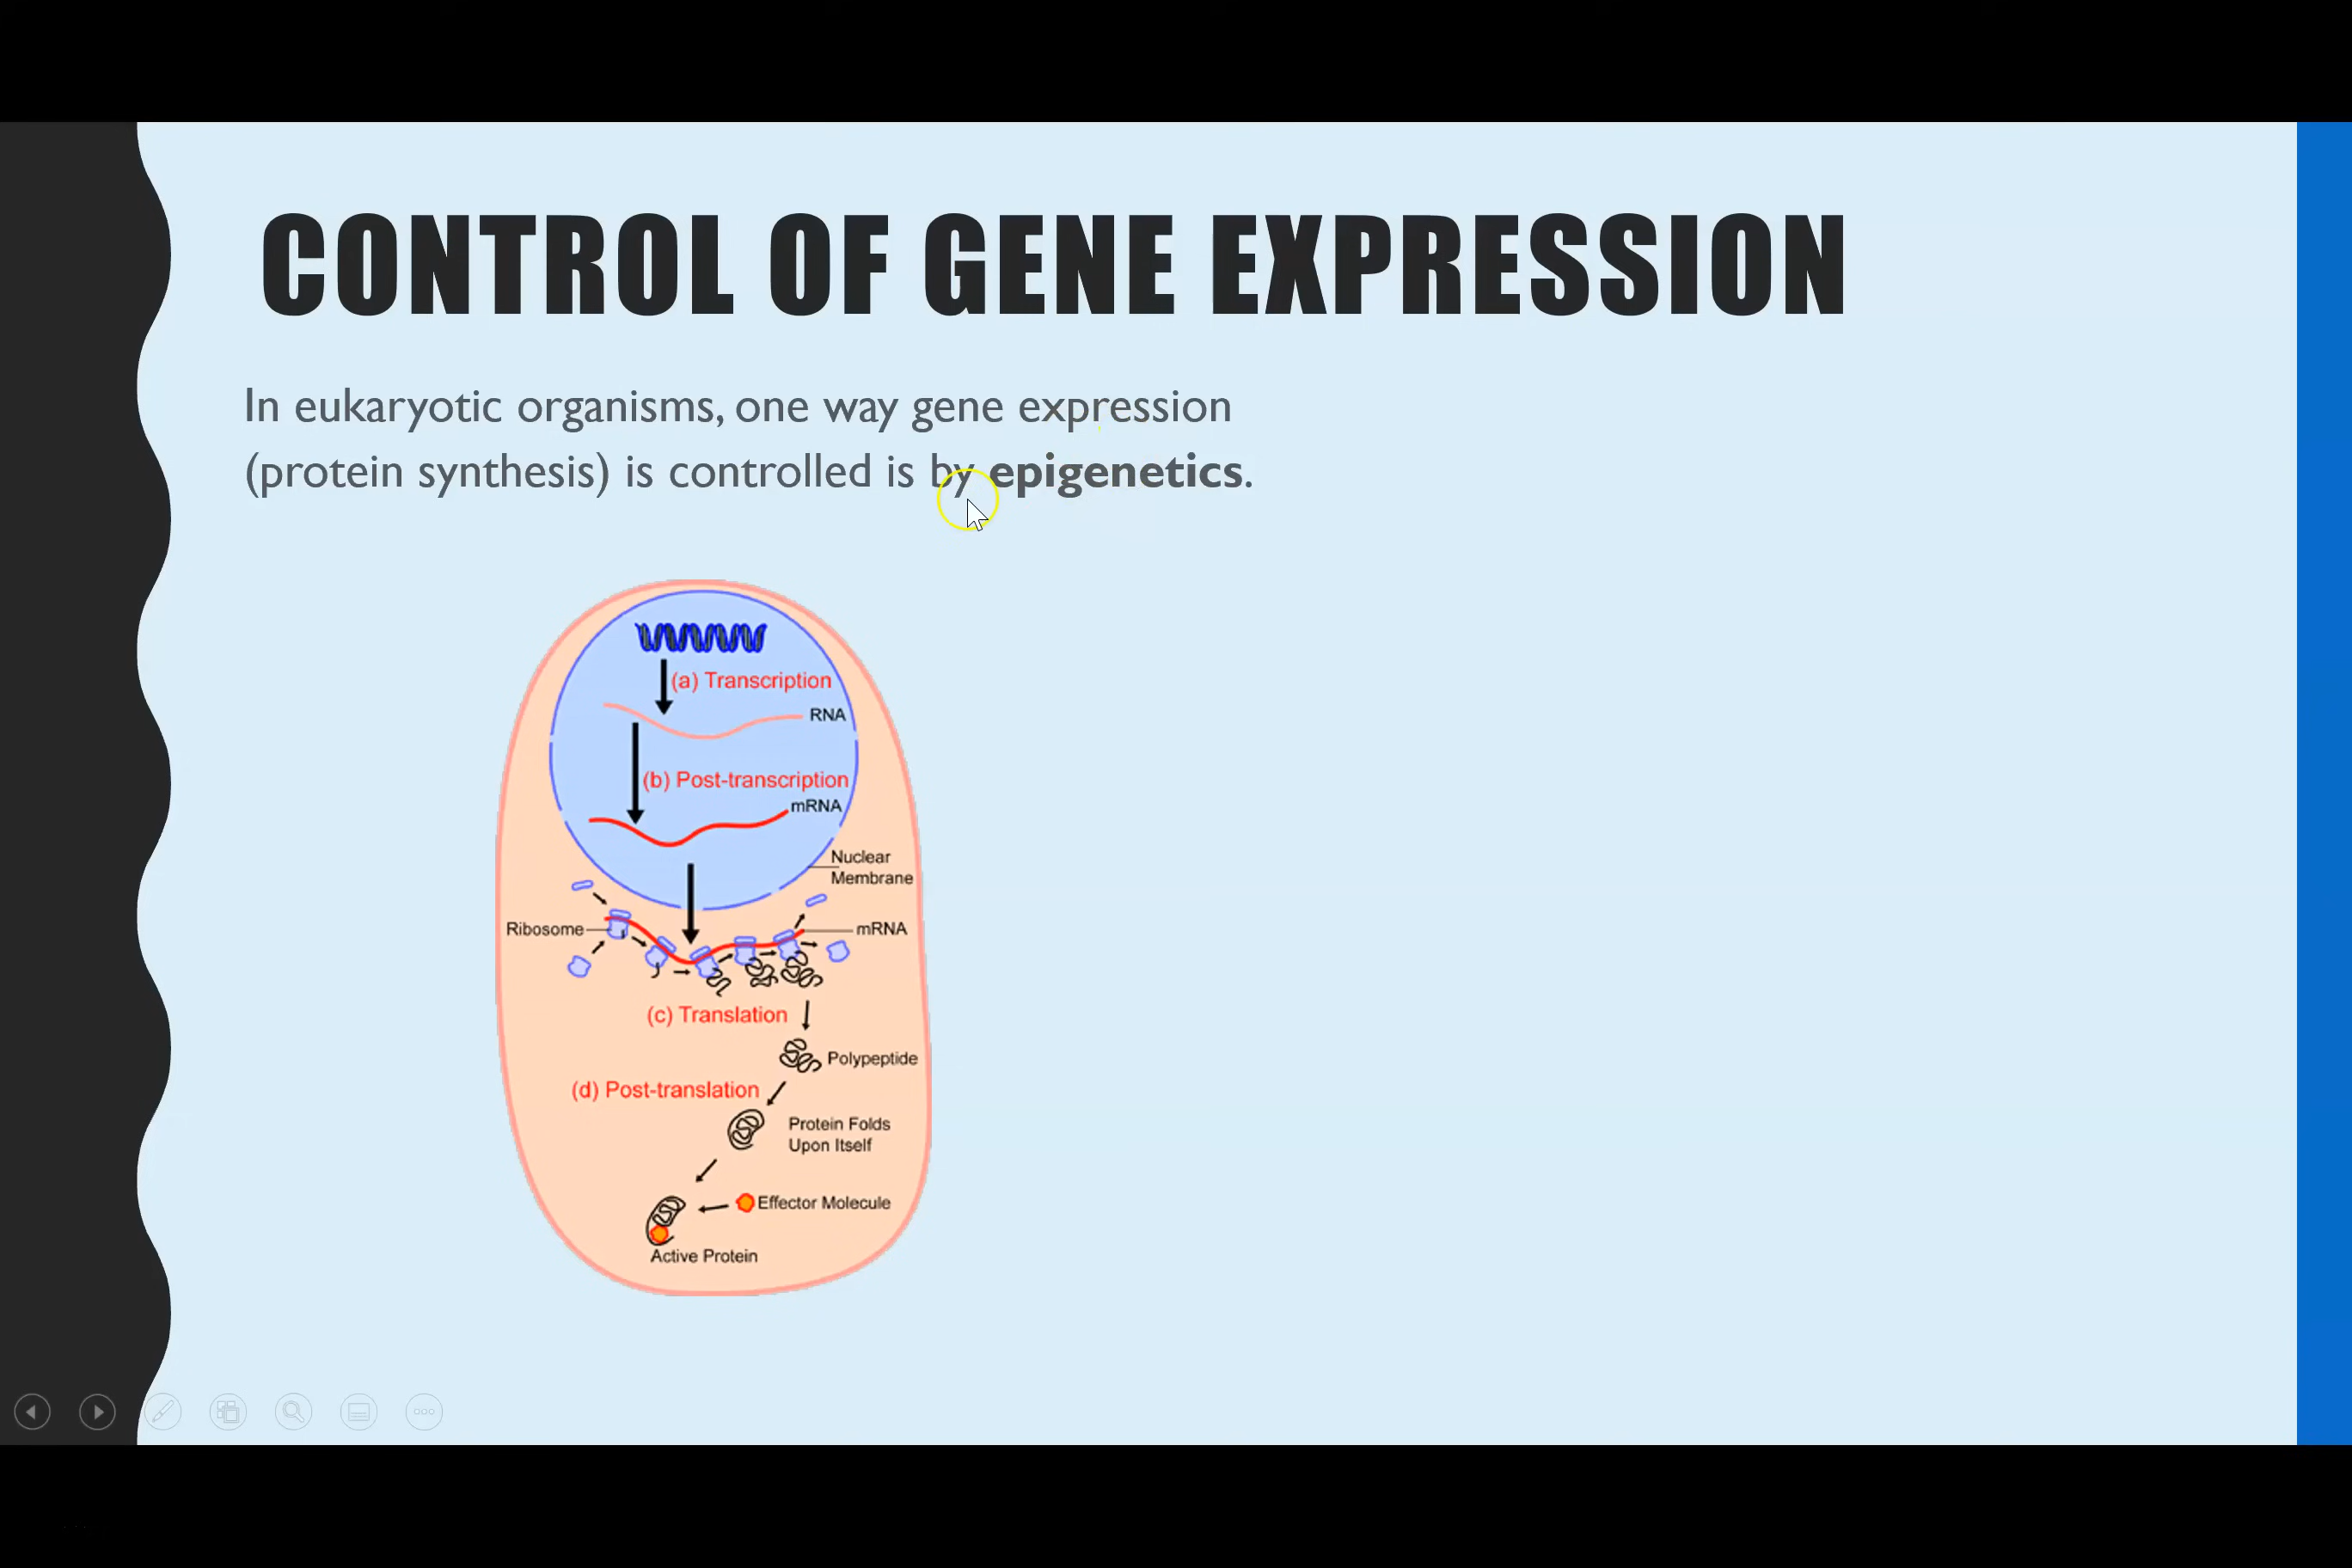 CONTROL OF GENE EXPRESSION
In eukaryotic organisms, one way gene expression
(protein synthesis) is controlled is by epigenetics.
(a) Transcription
RNA
(b) Post-transcription
mRNA
Nuclear
Membrane
Ribosome
mRNA
(c) Translation
Polypeptide
(d) Post-translation
Protein Folds
Upon Itself
Effector Molecule
Active Protein